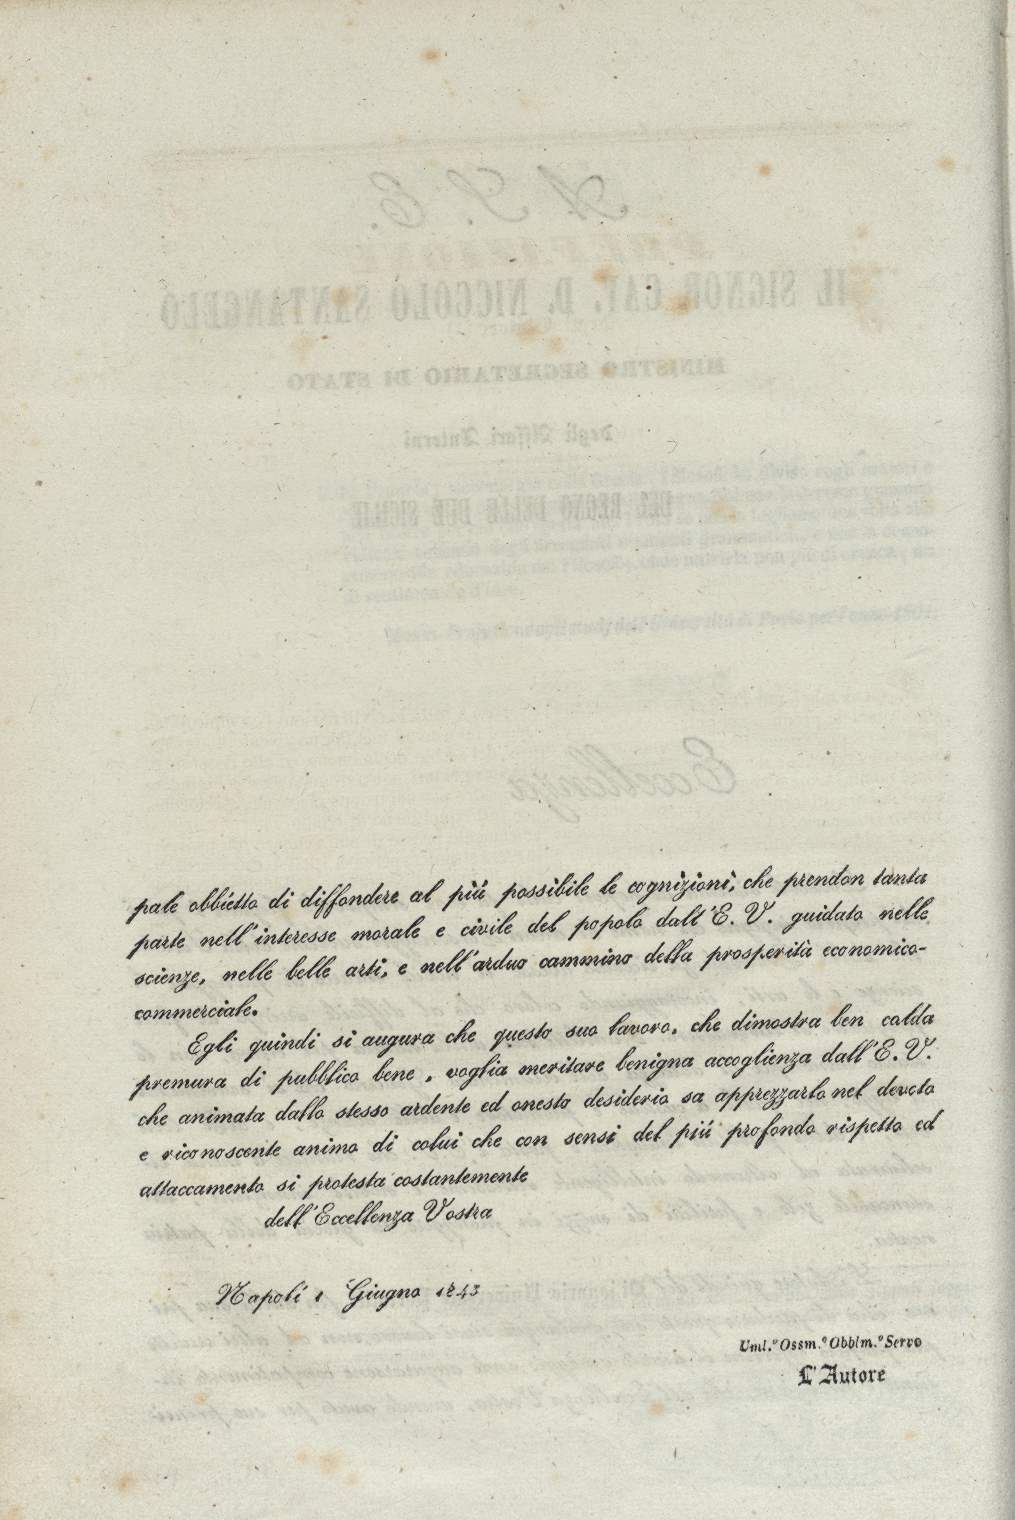 pale obbietto di diffondere al più possibile le cognizioni, che prendon tanta
parte nell'interesse morale e civile del popolo dall'E. V. guidato nelle
scienze, nelle belle arti, e nell'arduo cammino della prosperità economico-
commerciale.
Egli quindi si augura che questo suo lavoro, che dimostra ben calda
premura di pubblico bene, voglia meritare benigna accoglienza dall'E. V.
che animata dallo stesso ardente ed onesto desiderio sa apprezzarlo nel devoto
e riconoscente animo di colui che con sensi del più profondo rispetto ed
attaccamento si protesta costantemente
dell'Eccellenza Vostra
Napoli 1 Giugno 1843
Uml.º Ossm.º Obblm.º Servo
L'Autore